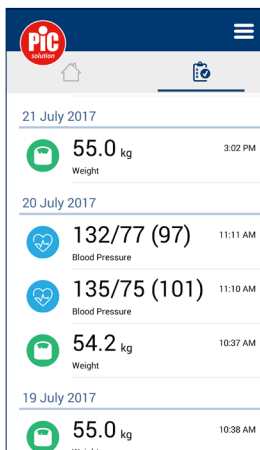 PiC
solution
21 July 2017
55.0 kg 3:02 PM
Weight
20 July 2017
132/77 (97) 11:11 AM
Blood Pressure
135/75 (101) 11:10 AM
Blood Pressure
54.2 kg 10:37 AM
Weight
19 July 2017
55.0 kg 10:38 AM